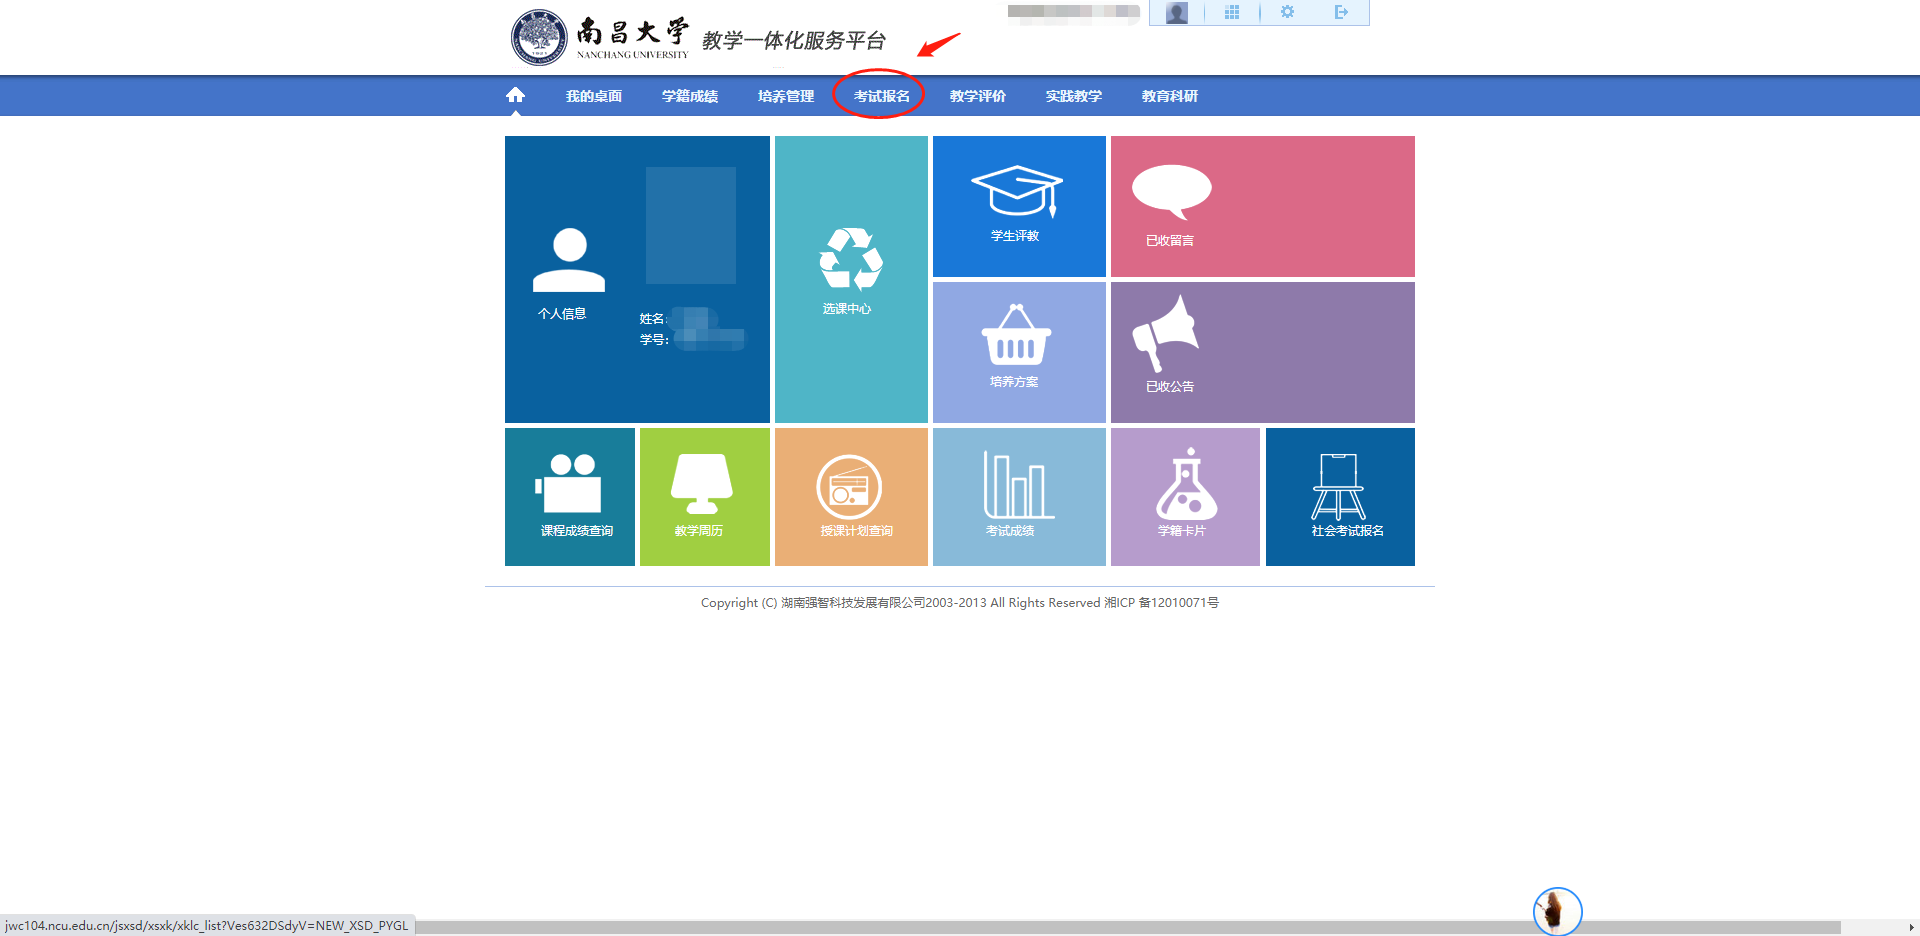 南昌大学
NANCHANG UNIVERSITY
教学一体化服务平台
我的桌面
学籍成绩
培养管理
考试报名
教学评价
实践教学
教育科研
个人信息
姓名:
学号:
选课中心
学生评教
已收留言
培养方案
已收公告
课程成绩查询
教学周历
授课计划查询
考试成绩
学籍卡片
社会考试报名
Copyright (C) 湖南强智科技发展有限公司2003-2013 All Rights Reserved 湘ICP 备12010071号
jwc104.ncu.edu.cn/jsxsd/xsxk/xklc_list?Ves632DSdyV=NEW_XSD_PYGL